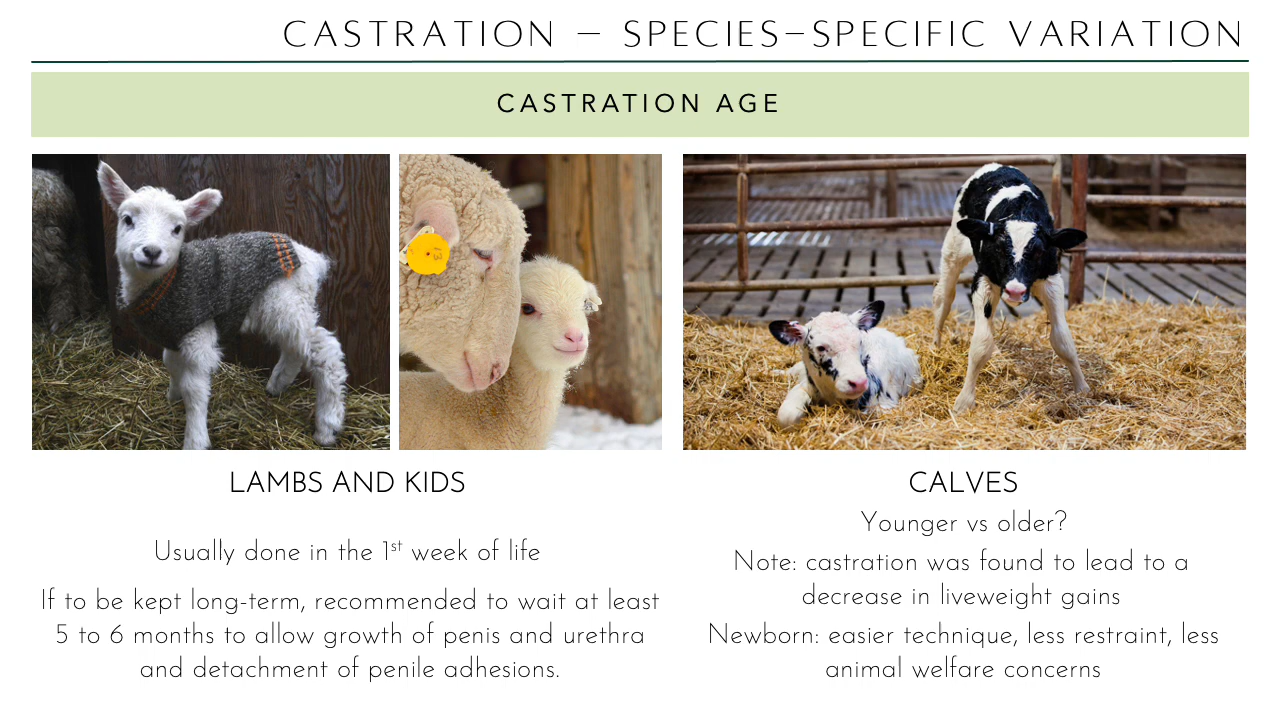 CASTRATION – SPECIES-SPECIFIC VARIATION
CASTRATION AGE
LAMBS AND KIDS
Usually done in the 1st week of life
If to be kept long-term, recommended to wait at least
5 to 6 months to allow growth of penis and urethra
and detachment of penile adhesions.
CALVES
Younger vs older?
Note: castration was found to lead to a
decrease in liveweight gains
Newborn: easier technique, less restraint, less
animal welfare concerns